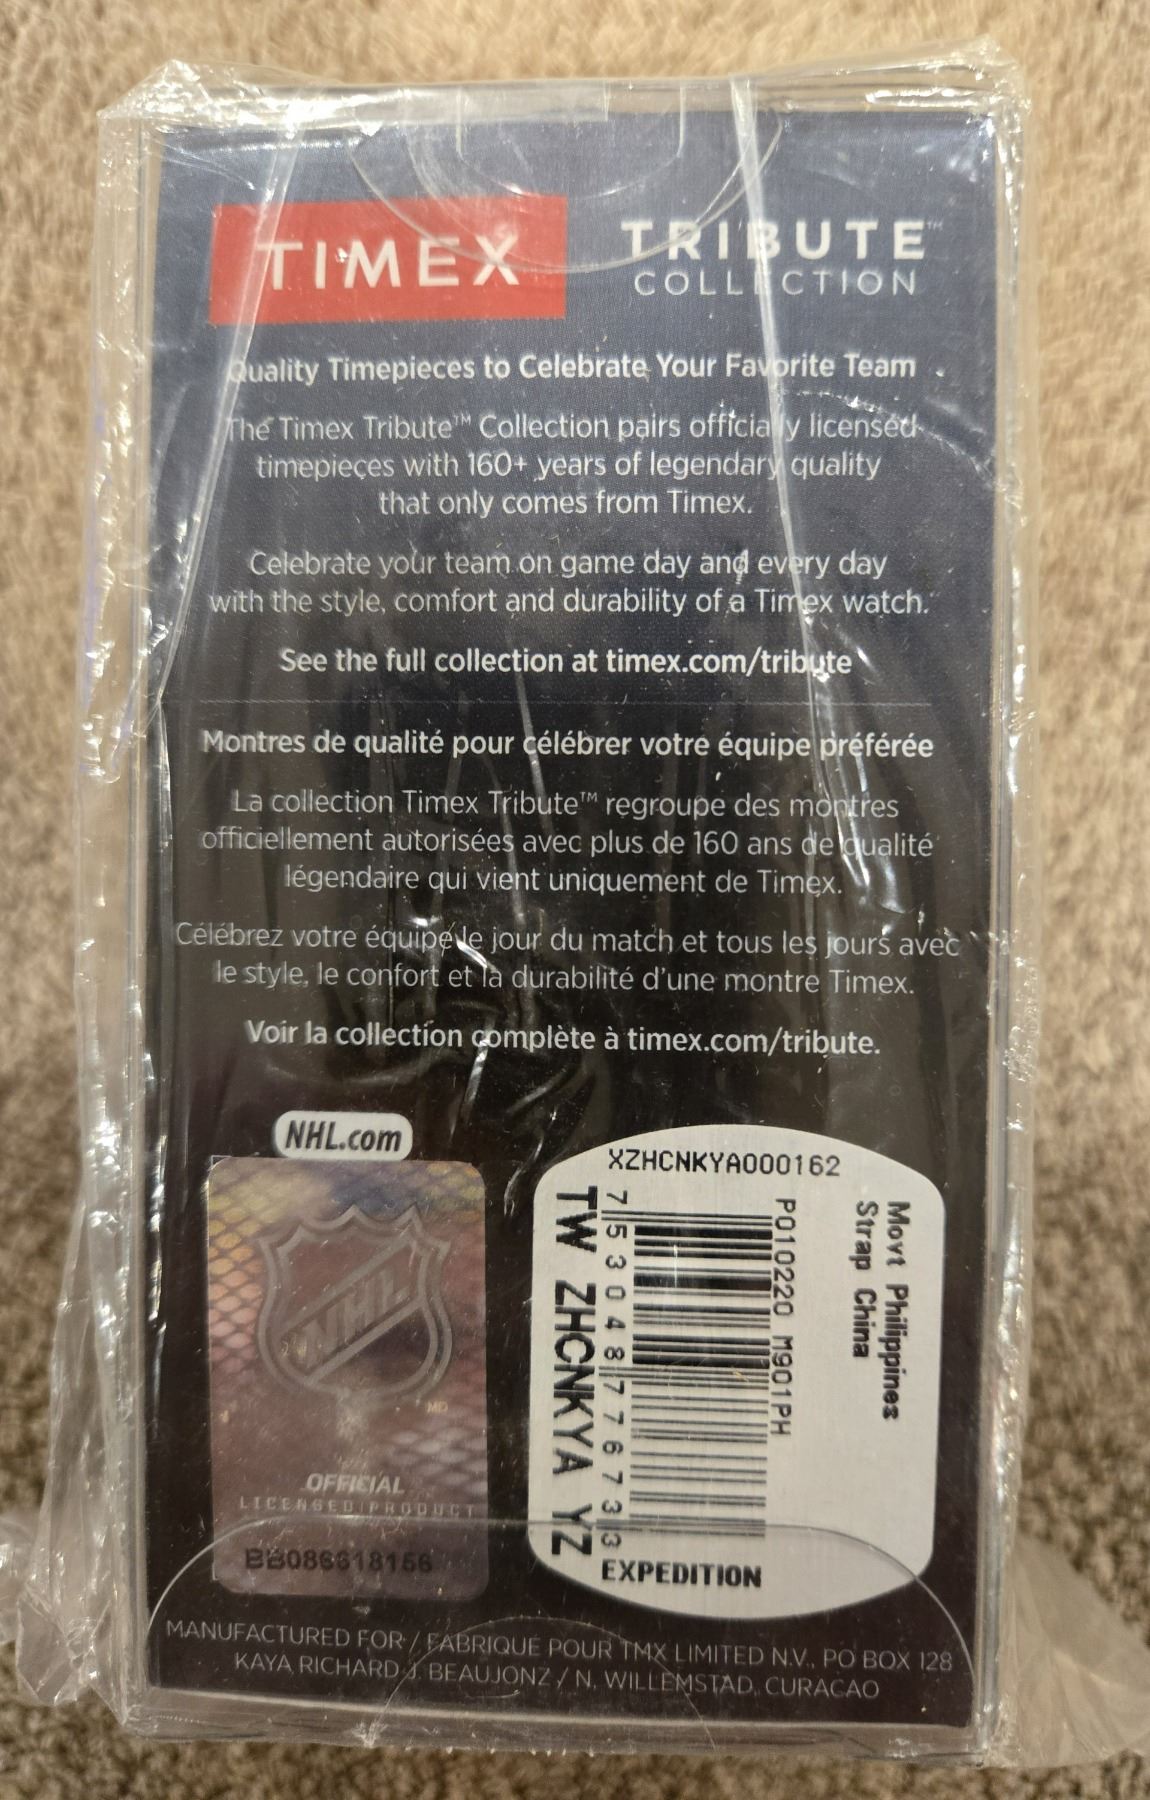 TIMEX
TRIBUTE™
COLLECTION
Quality Timepieces to Celebrate Your Favorite Team
The Timex Tribute™ Collection pairs officially licensed
timepieces with 160+ years of legendary quality
that only comes from Timex.
Celebrate your team on game day and every day
with the style, comfort and durability of a Timex watch.
See the full collection at timex.com/tribute
Montres de qualité pour célébrer votre équipe préférée
La collection Timex Tribute™ regroupe des montres
officiellement autorisées avec plus de 160 ans de qualité
légendaire qui vient uniquement de Timex.
Célébrez votre équipe le jour du match et tous les jours avec
le style, le confort et la durabilité d'une montre Timex.
Voir la collection complète à timex.com/tribute.
NHL.com
NHL
MD
OFFICIAL
LICENSED PRODUCT
BB086618156
XZHCNKYA000162
Movt Philippines
Strap China
P010220 M901PH
7 53048 77673 3
TW ZHCNKYA YZ
EXPEDITION
MANUFACTURED FOR / FABRIQUE POUR TMX LIMITED N.V., PO BOX 128
KAYA RICHARD J. BEAUJONZ / N, WILLEMSTAD, CURACAO